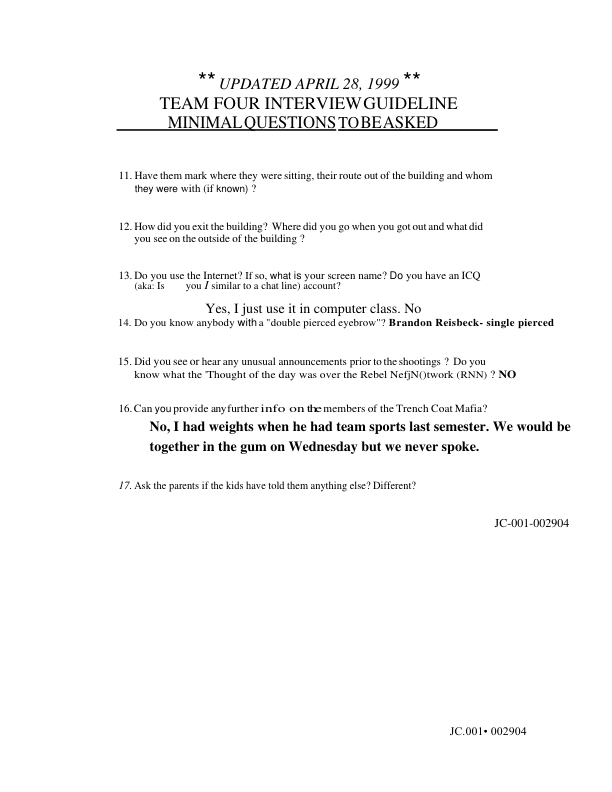 ** UPDATED APRIL 28, 1999 **
TEAM FOUR INTERVIEW GUIDELINE
MINIMAL QUESTIONS TO BE ASKED
11. Have them mark where they were sitting, their route out of the building and whom
they were with (if known) ?
12. How did you exit the building? Where did you go when you got out and what did
you see on the outside of the building ?
13. Do you use the Internet? If so, what is your screen name? Do you have an ICQ
(aka: Is you I similar to a chat line) account?
Yes, I just use it in computer class. No
14. Do you know anybody with a "double pierced eyebrow"? Brandon Reisbeck- single pierced
15. Did you see or hear any unusual announcements prior to the shootings ? Do you
know what the 'Thought of the day was over the Rebel NefjN()twork (RNN) ? NO
16. Can you provide any further info on the members of the Trench Coat Mafia?
No, I had weights when he had team sports last semester. We would be
together in the gum on Wednesday but we never spoke.
17. Ask the parents if the kids have told them anything else? Different?
JC-001-002904
JC.001• 002904